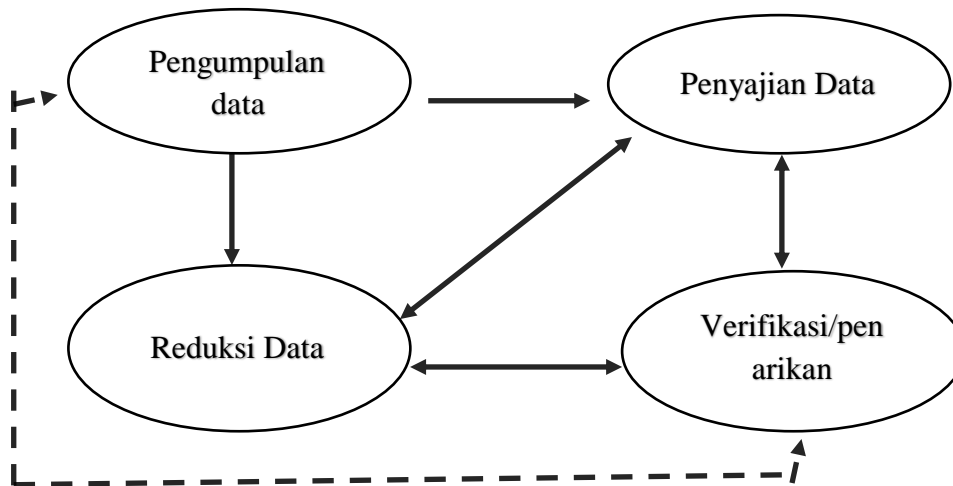 Pengumpulan
data
Penyajian Data
Reduksi Data
Verifikasi/pen
arikan